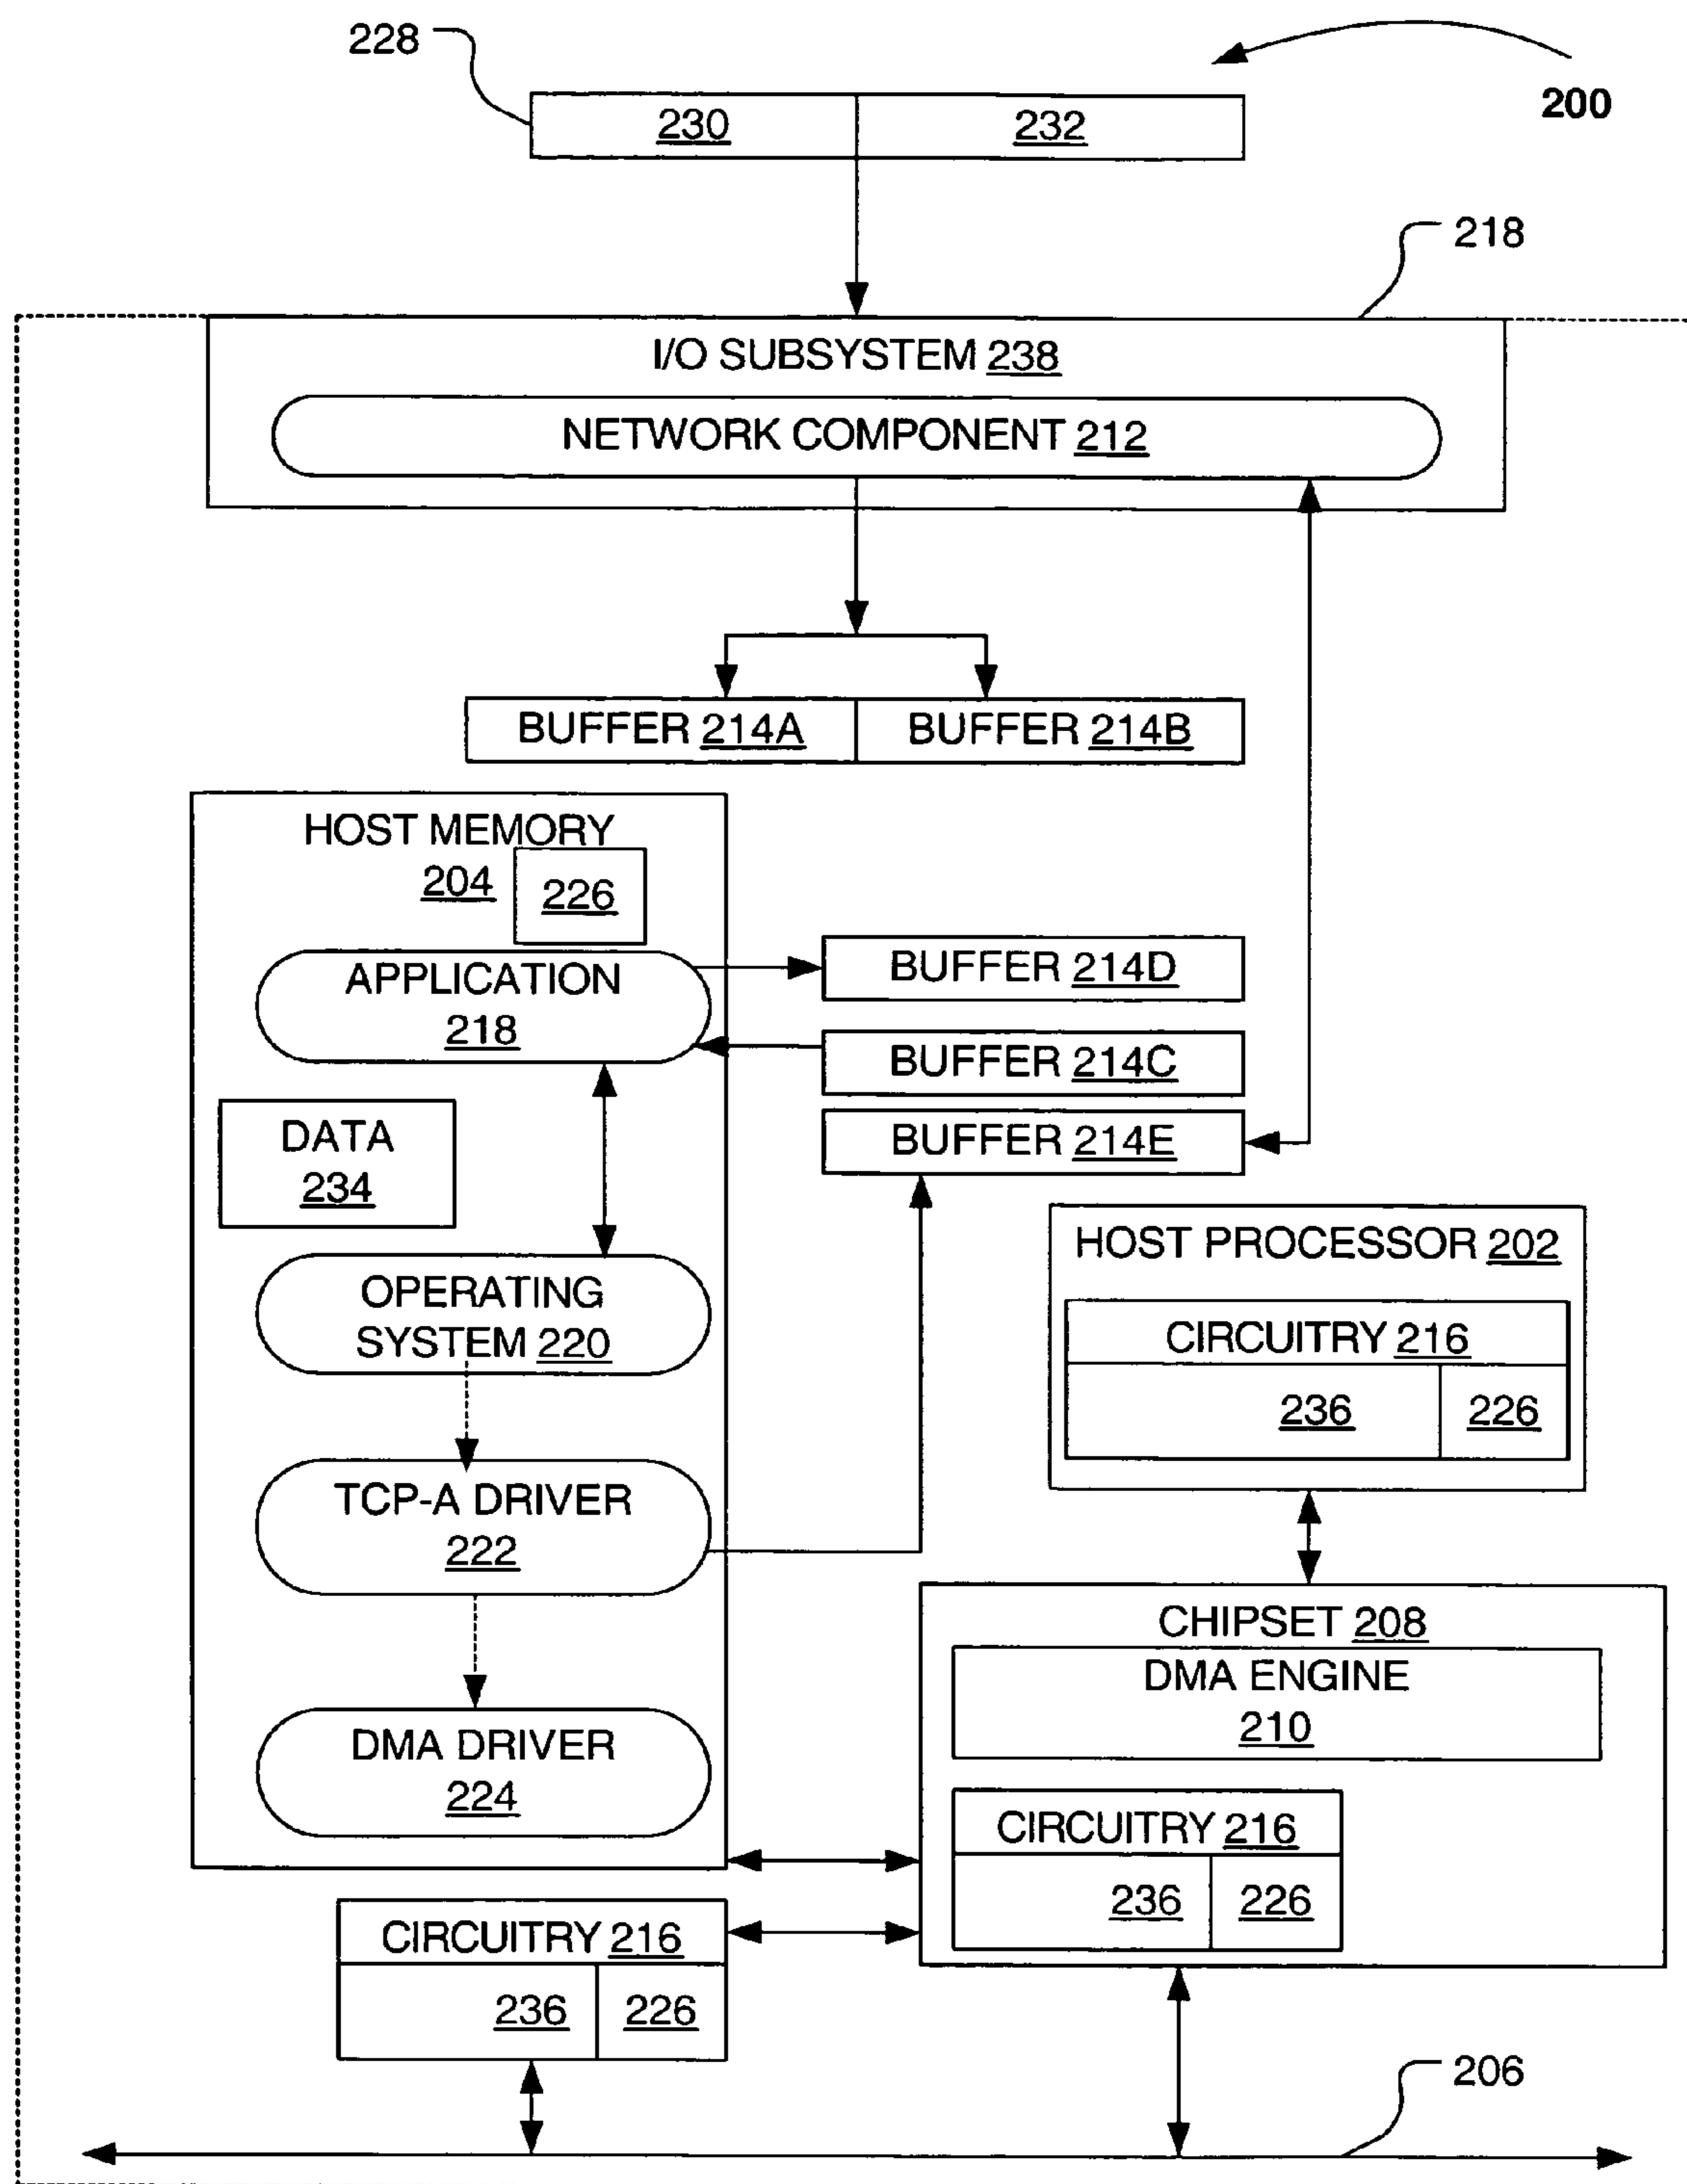 228
200
230
232
218
I/O SUBSYSTEM 238
NETWORK COMPONENT 212
BUFFER 214A
BUFFER 214B
HOST MEMORY
204
226
APPLICATION
218
BUFFER 214D
BUFFER 214C
BUFFER 214E
DATA
234
OPERATING
SYSTEM 220
HOST PROCESSOR 202
CIRCUITRY 216
236
226
TCP-A DRIVER
222
CHIPSET 208
DMA ENGINE
210
DMA DRIVER
224
CIRCUITRY 216
236
226
CIRCUITRY 216
236
226
206